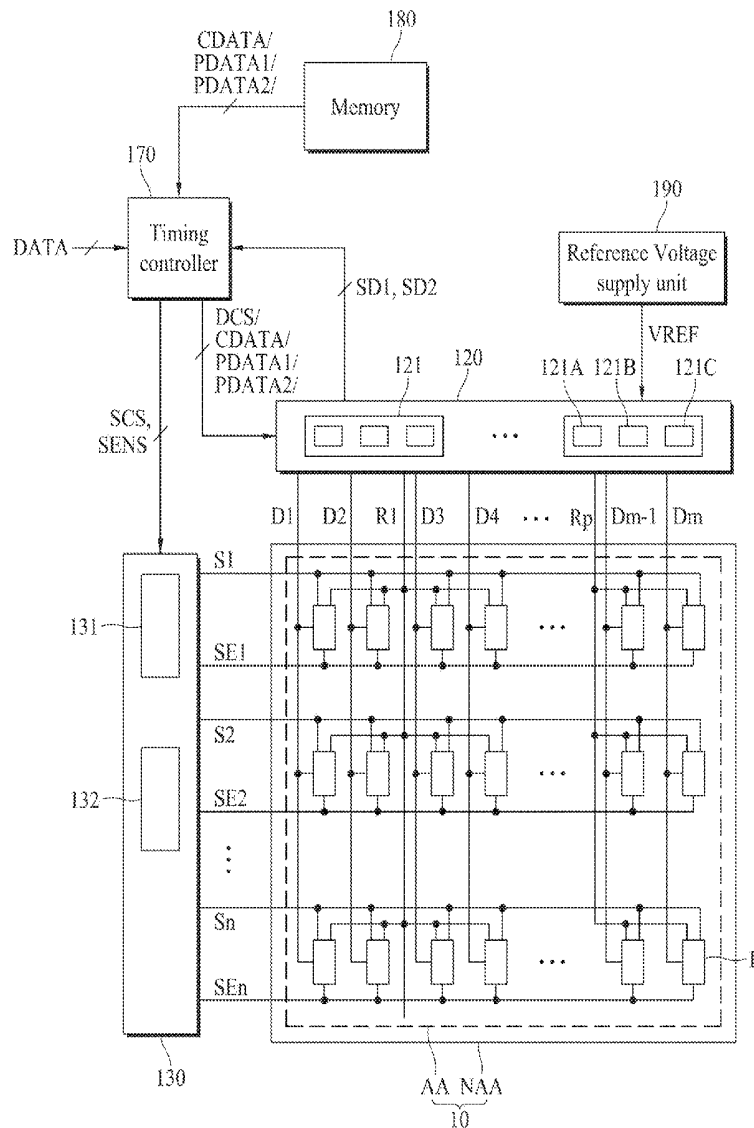 180
CDATA/
PDATA1/
PDATA2/
Memory
170
190
DATA
Timing
controller
Reference Voltage
supply unit
SD1, SD2
DCS/
CDATA/
PDATA1/
PDATA2/
VREF
121
120
121A
121B
121C
SCS,
SENS
D1
D2
R1
D3
D4
Rp
Dm-1
Dm
S1
131
SE1
S2
132
SE2
Sn
SEn
130
AA
NAA
10